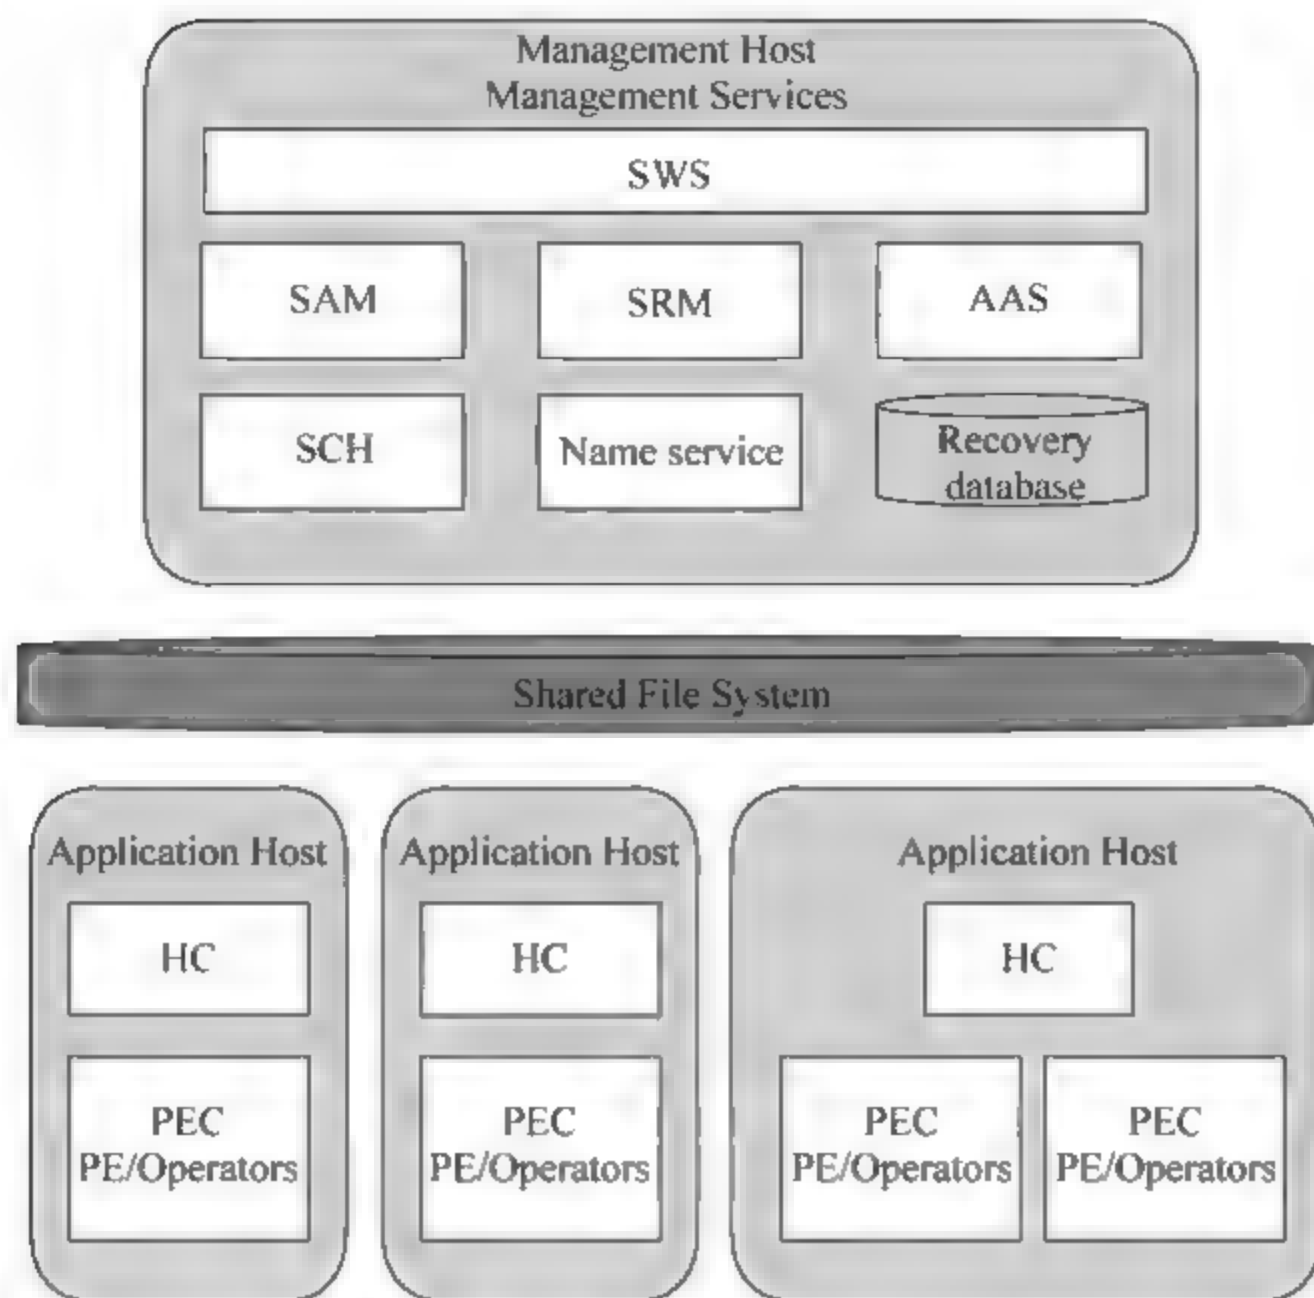 Management Host
Management Services
SWS
SAM
SRM
AAS
SCH
Name service
Recovery
database
Shared File System
Application Host
HC
PEC
PE/Operators
Application Host
HC
PEC
PE/Operators
Application Host
HC
PEC
PE/Operators
PEC
PE/Operators